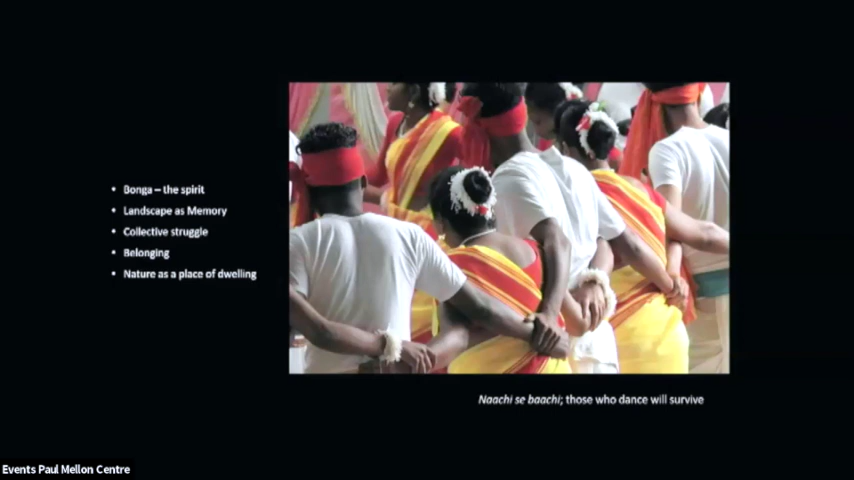 • Bonga – the spirit
• Landscape as Memory
• Collective struggle
• Belonging
• Nature as a place of dwelling
Naachi se baachi; those who dance will survive
Events Paul Mellon Centre